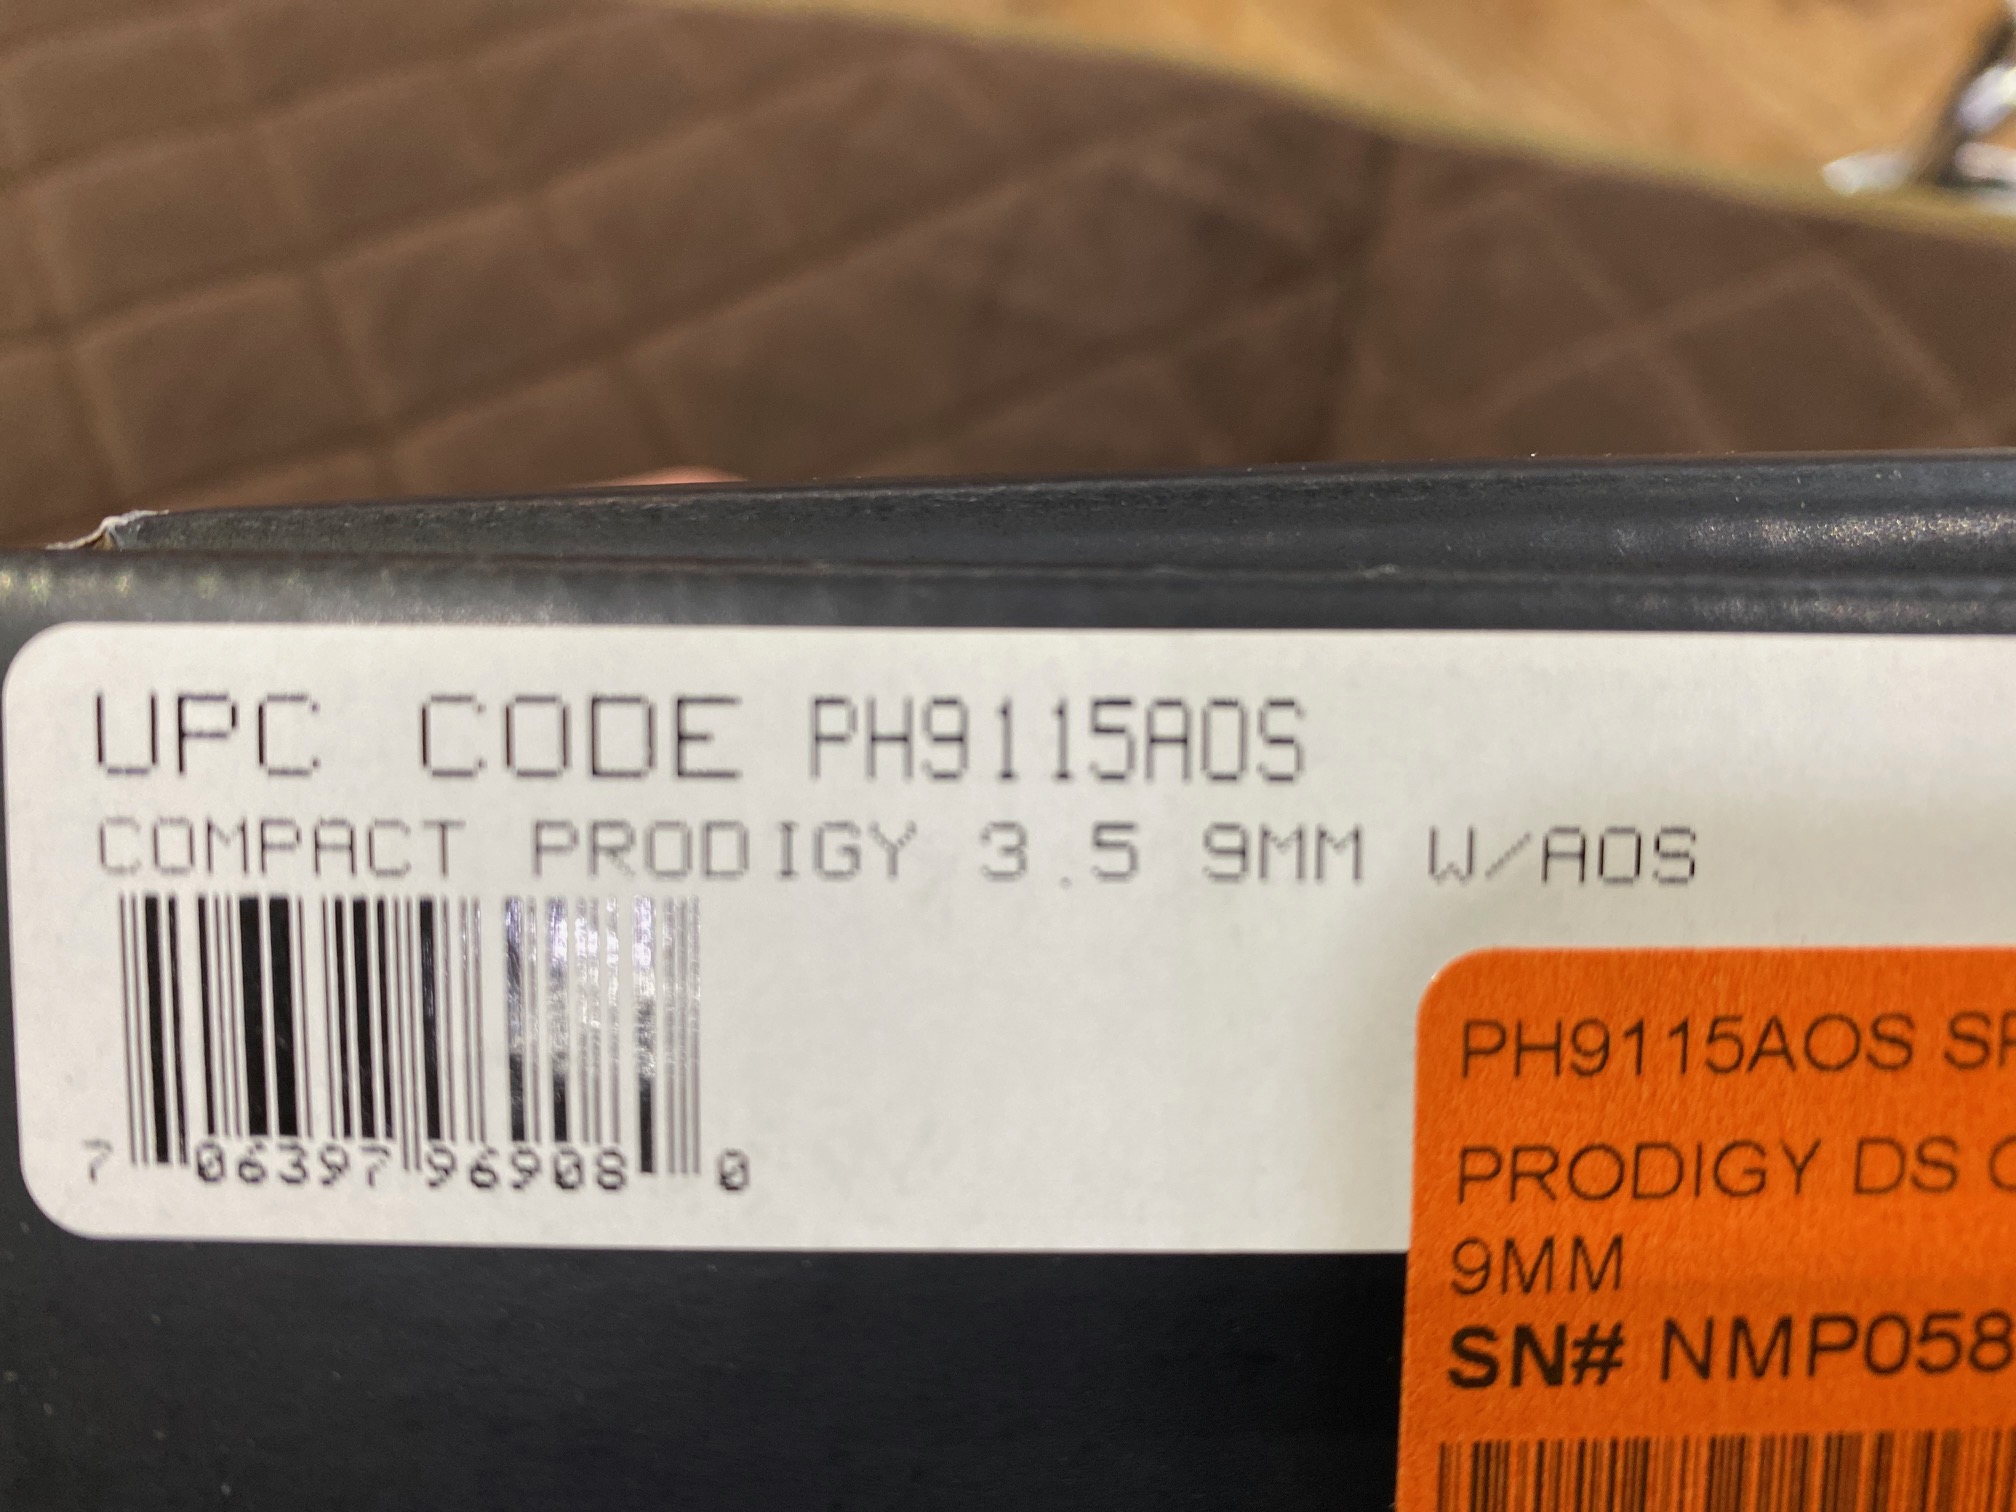 UPC CODE PH9115AOS
COMPACT PRODIGY 3.5 9MM W/AOS
7 06397 96908 0
PH9115AOS
PRODIGY DS
9MM
SN# NMP058